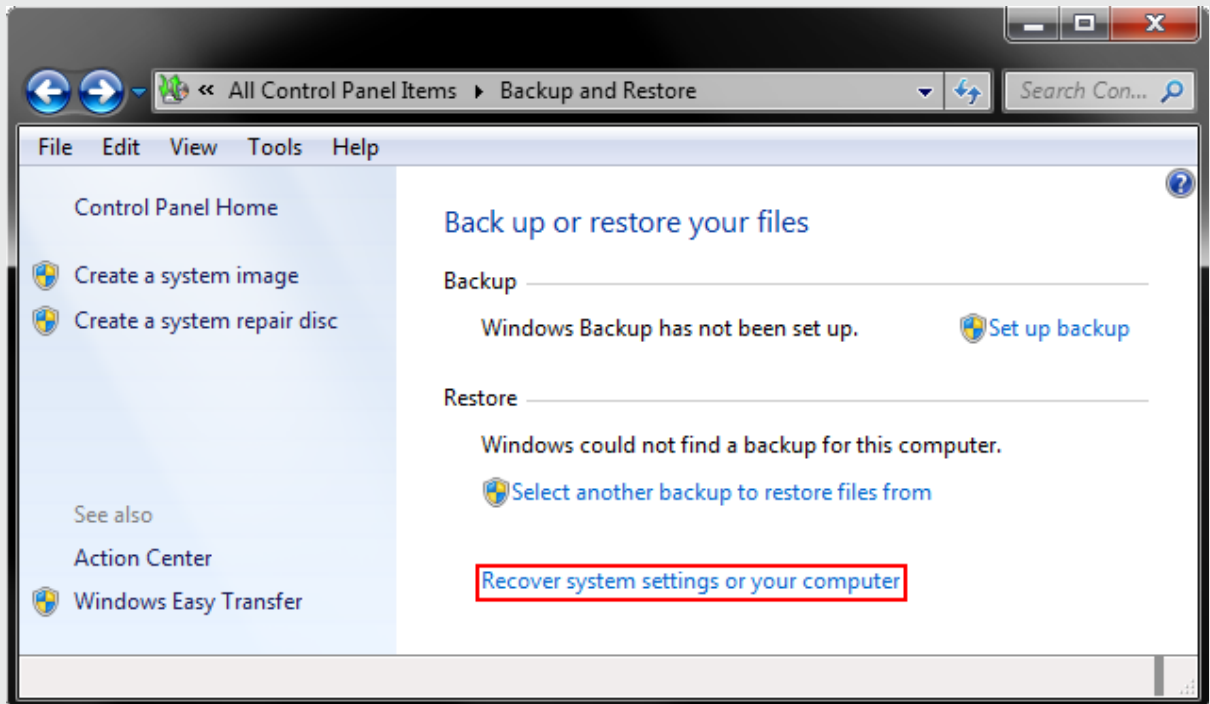 « All Control Panel Items ▸ Backup and Restore
Search Con...
File Edit View Tools Help
Control Panel Home
Create a system image
Create a system repair disc
See also
Action Center
Windows Easy Transfer
Back up or restore your files
Backup
Windows Backup has not been set up.
Set up backup
Restore
Windows could not find a backup for this computer.
Select another backup to restore files from
Recover system settings or your computer